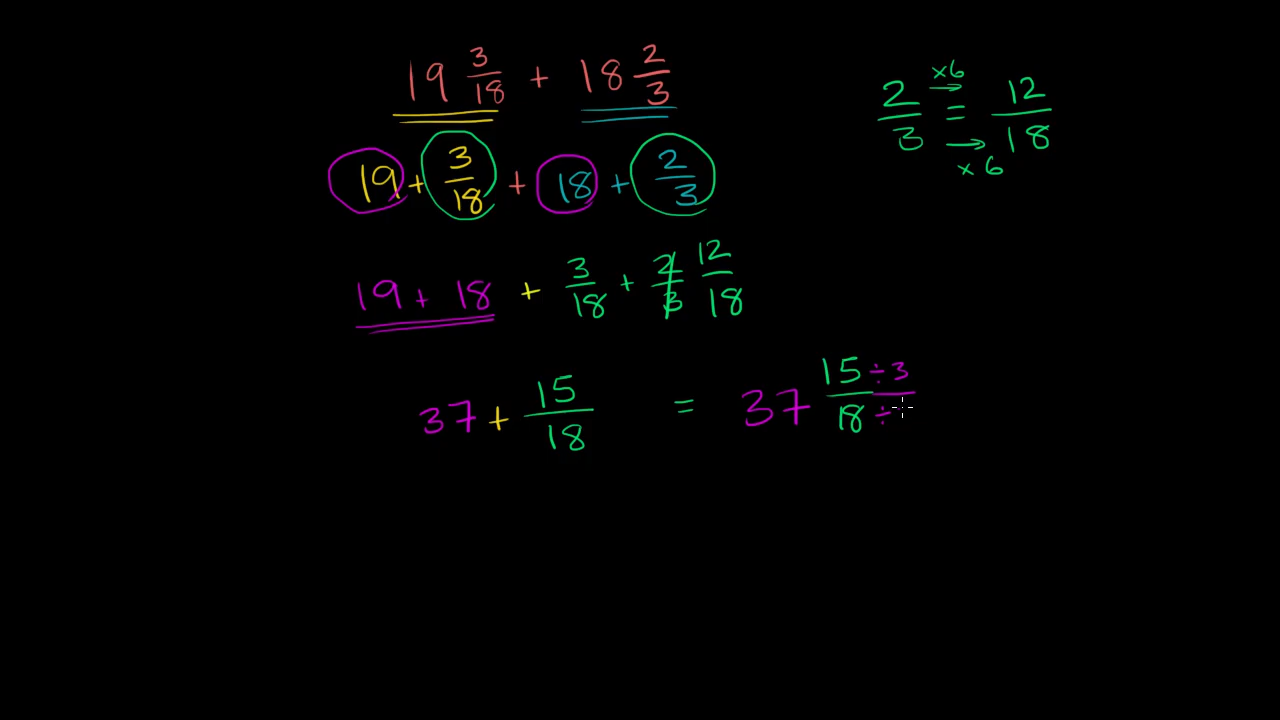 19 3/18 + 18 2/3
2/3 = 12/18
×6
×6
19 + 3/18 + 18 + 2/3
19 + 18 + 3/18 + 2/3 12/18
37 + 15/18 = 37 15÷3/18÷